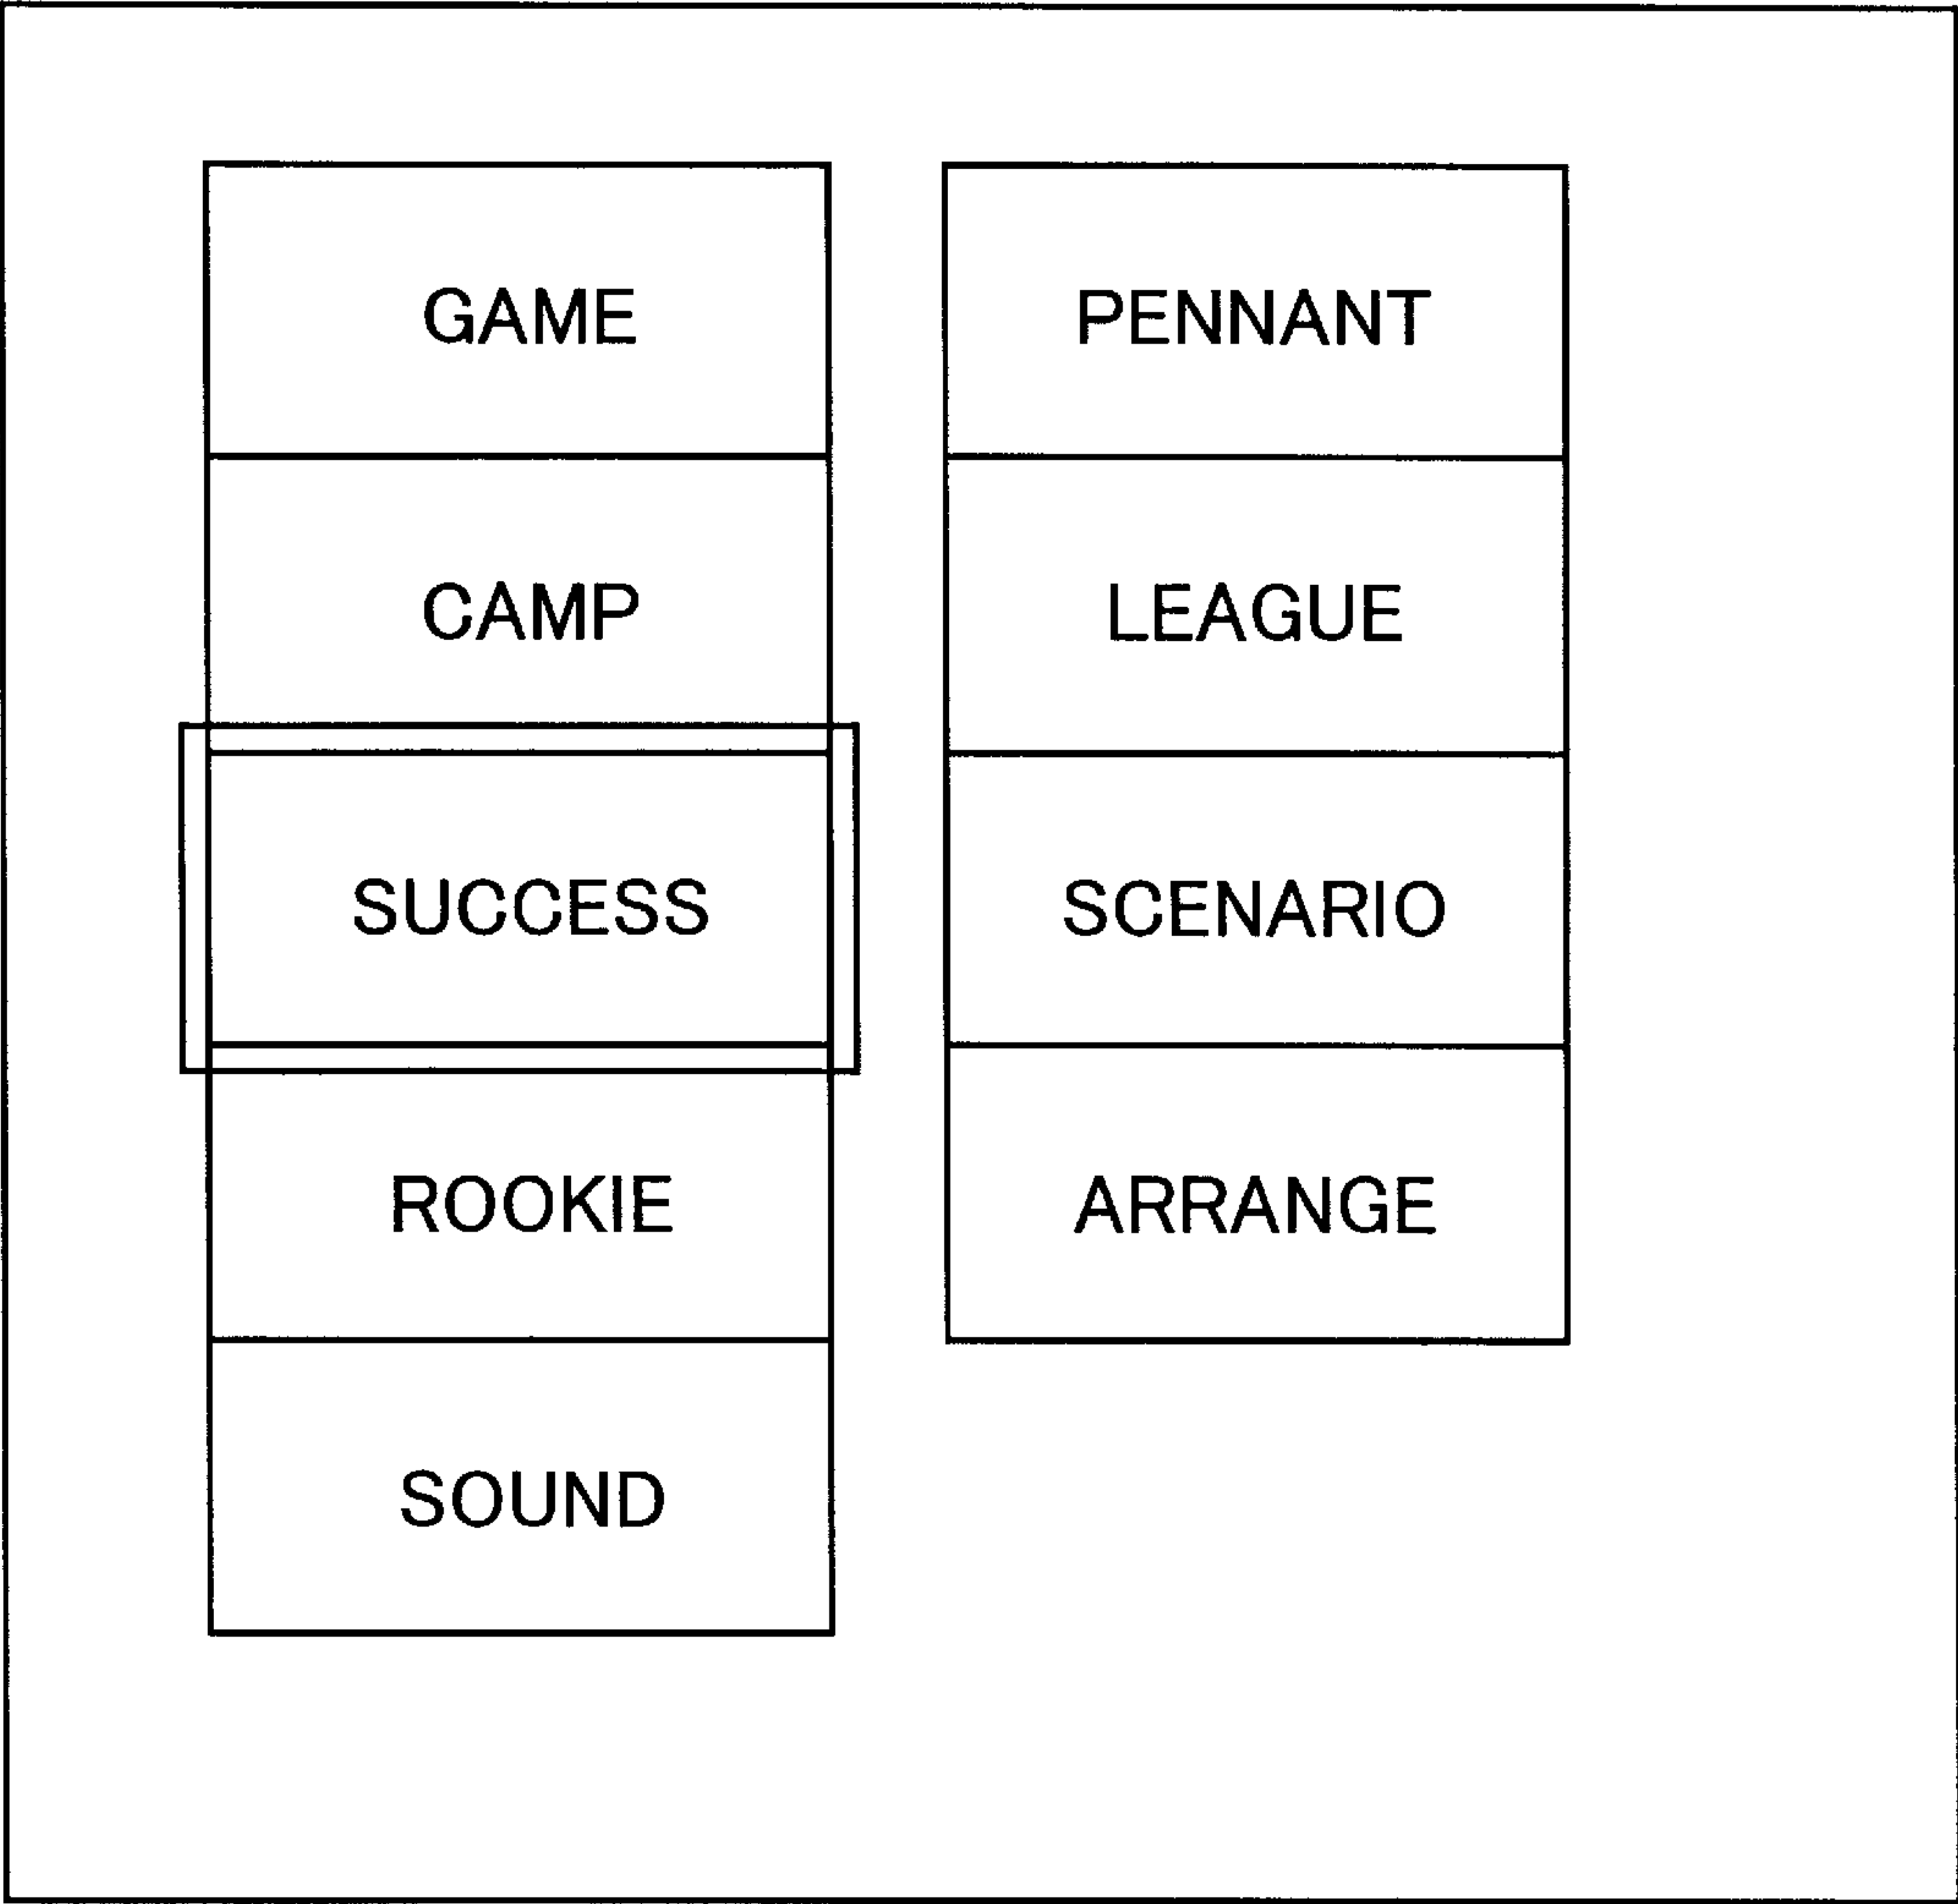 GAME
CAMP
SUCCESS
ROOKIE
SOUND
PENNANT
LEAGUE
SCENARIO
ARRANGE